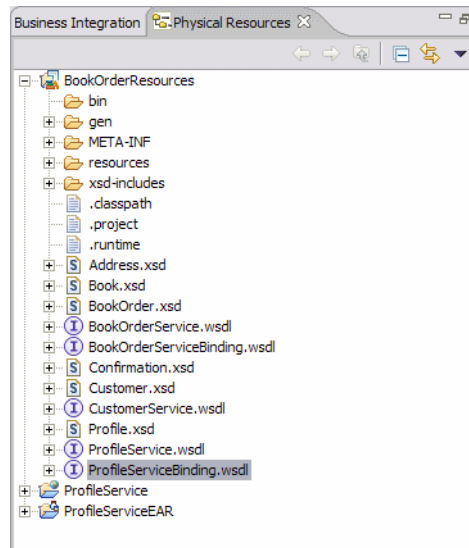 Business Integration Physical Resources
BookOrderResources
bin
gen
META-INF
resources
xsd-includes
.classpath
.project
.runtime
Address.xsd
Book.xsd
BookOrder.xsd
BookOrderService.wsdl
BookOrderServiceBinding.wsdl
Confirmation.xsd
Customer.xsd
CustomerService.wsdl
Profile.xsd
ProfileService.wsdl
ProfileServiceBinding.wsdl
ProfileService
ProfileServiceEAR